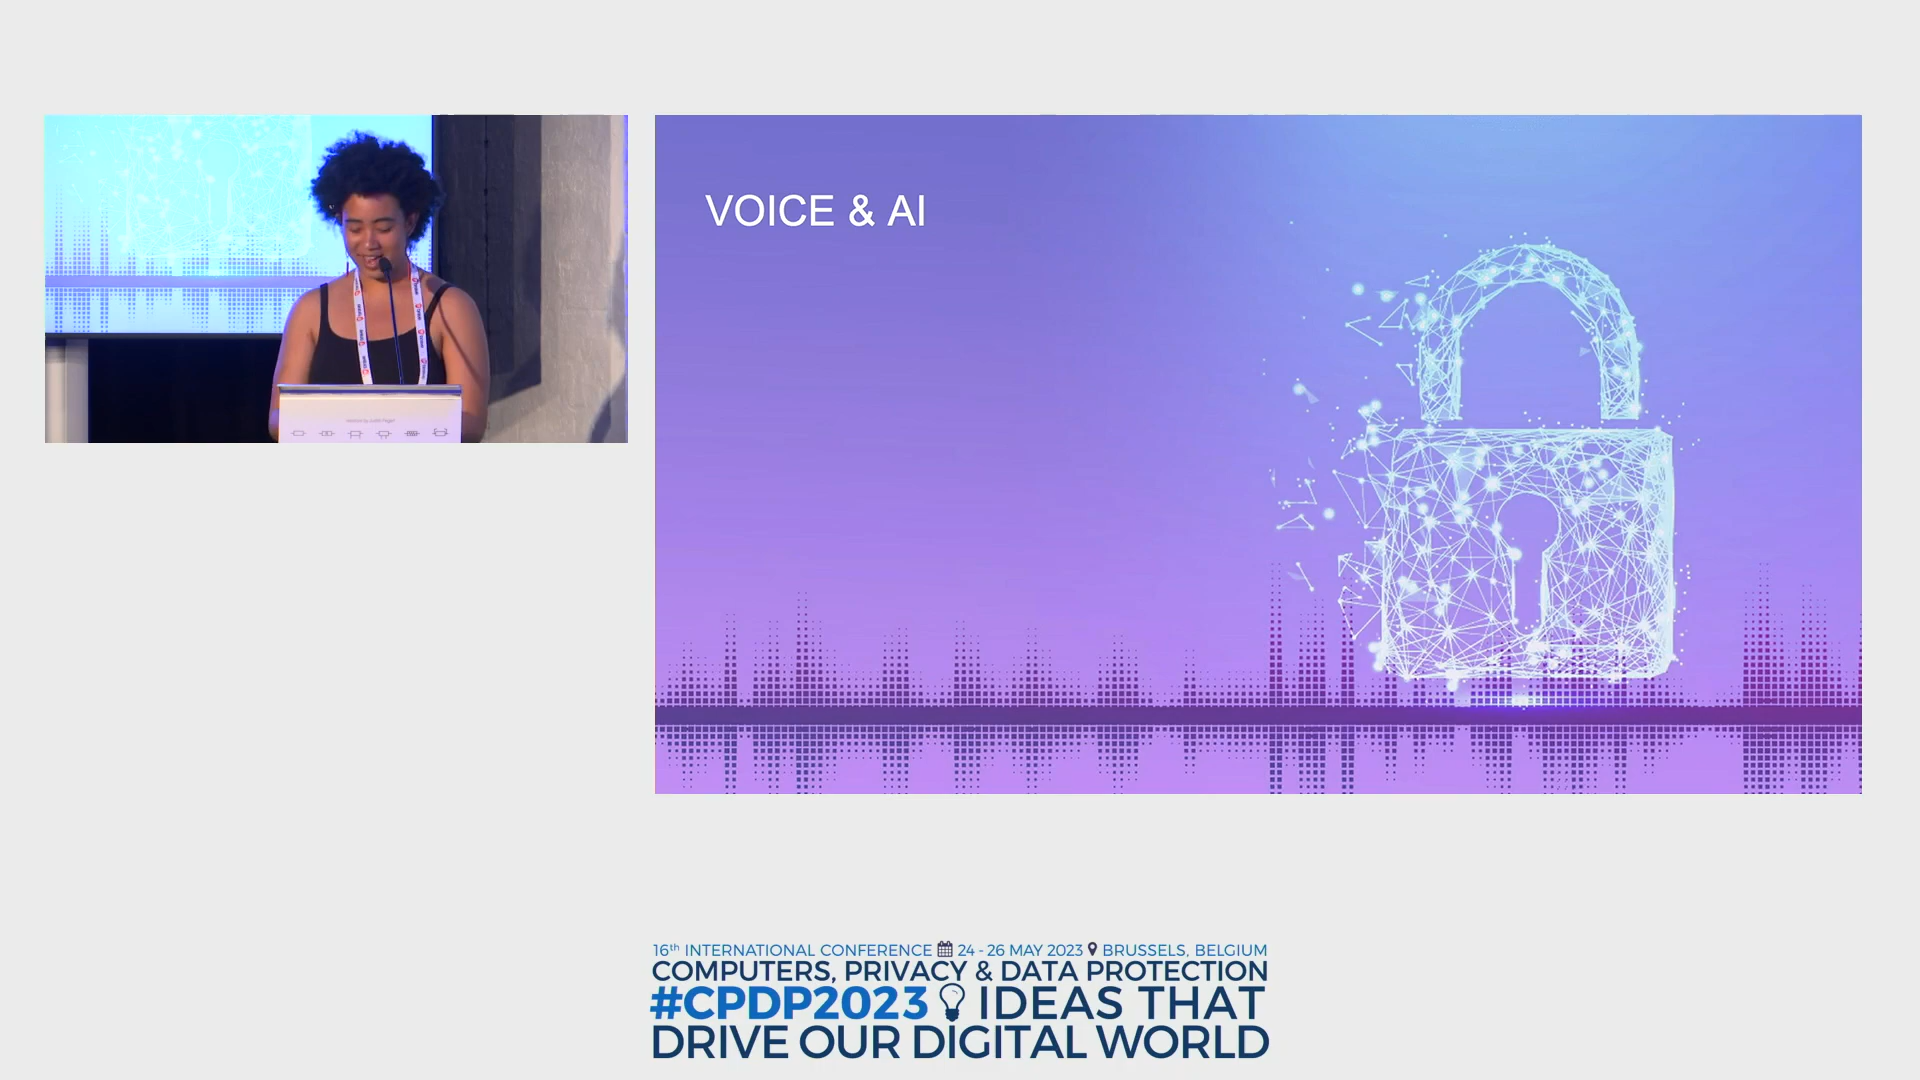 VOICE & AI
16th INTERNATIONAL CONFERENCE 24 - 26 MAY 2023 BRUSSELS, BELGIUM
COMPUTERS, PRIVACY & DATA PROTECTION
#CPDP2023 IDEAS THAT
DRIVE OUR DIGITAL WORLD